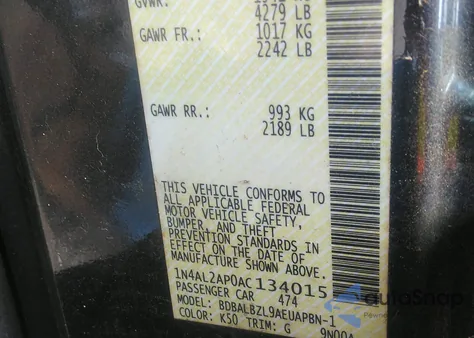 GVWR:
4279 LB
GAWR FR.: 1017 KG
2242 LB
GAWR RR.: 993 KG
2189 LB
THIS VEHICLE CONFORMS TO
ALL APPLICABLE FEDERAL
MOTOR VEHICLE SAFETY,
BUMPER, AND THEFT
PREVENTION STANDARDS IN
EFFECT ON THE DATE OF
MANUFACTURE SHOWN ABOVE.
1N4AL2AP0AC134015
PASSENGER CAR 474
MODEL: BDBALBZL9AEUAPBN-1
COLOR: K50 TRIM: G 9N00A
autoSnap